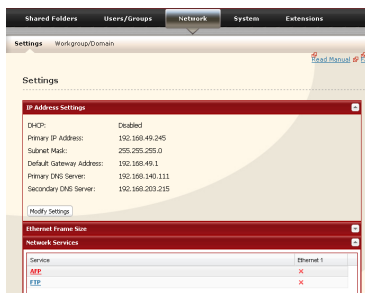 Shared Folders Users/Groups Network System Extensions
Settings Workgroup/Domain
Read Manual
Settings
IP Address Settings
DHCP: Disabled
Primary IP Address: 192.168.49.245
Subnet Mask: 255.255.255.0
Default Gateway Address: 192.168.49.1
Primary DNS Server: 192.168.140.111
Secondary DNS Server: 192.168.203.215
Modify Settings
Ethernet Frame Size
Network Services
Service Ethernet 1
AFP
FTP